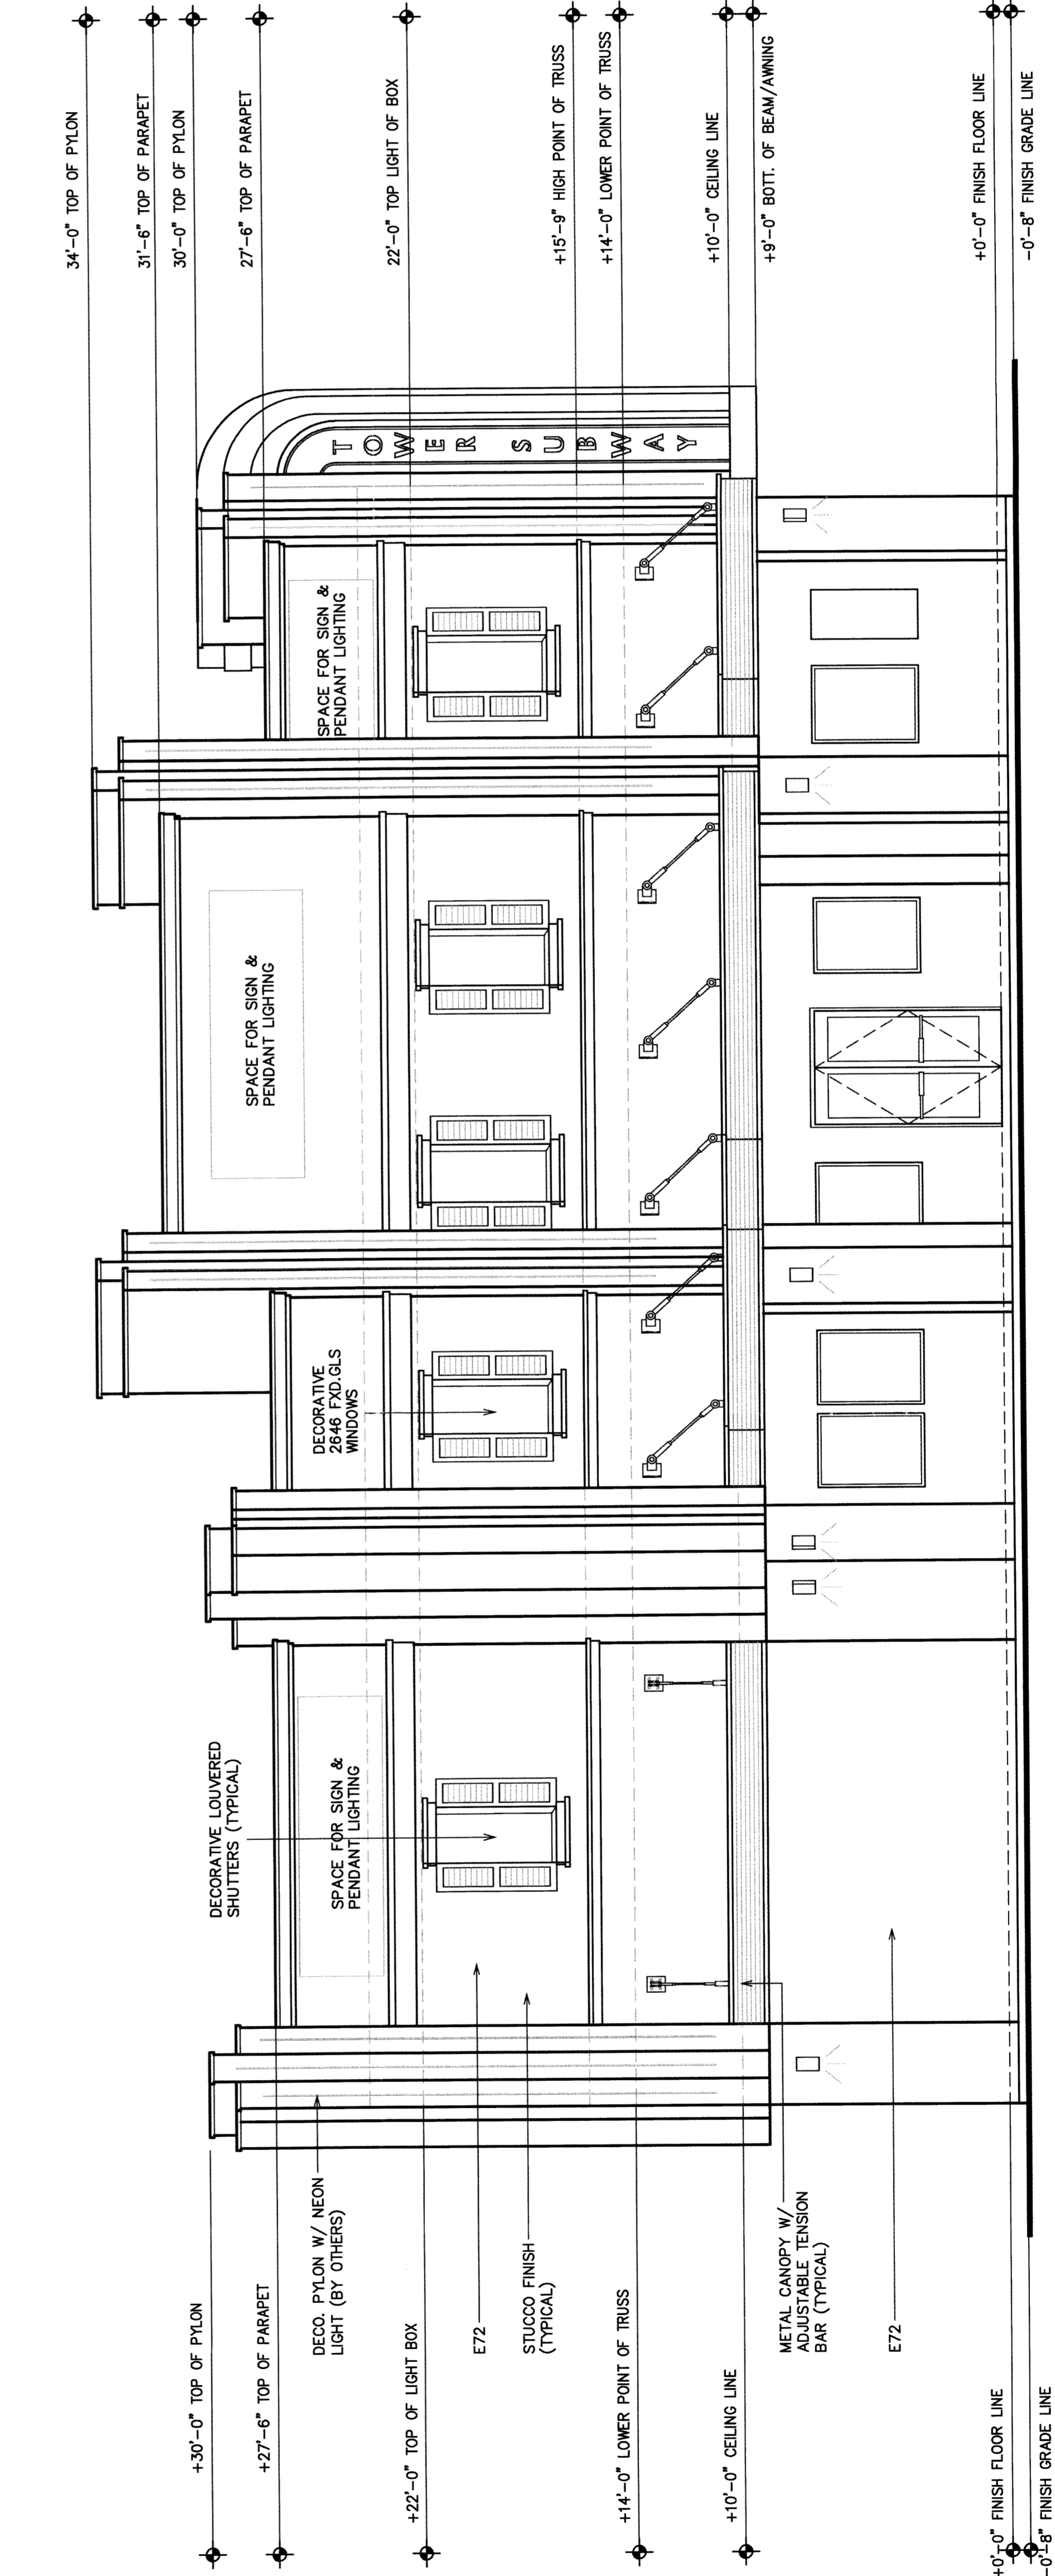 34'-0" TOP OF PYLON
31'-6" TOP OF PARAPET
30'-0" TOP OF PYLON
27'-6" TOP OF PARAPET
22'-0" TOP LIGHT OF BOX
+15'-9" HIGH POINT OF TRUSS
+14'-0" LOWER POINT OF TRUSS
+10'-0" CEILING LINE
+9'-0" BOTT. OF BEAM/AWNING
+0'-0" FINISH FLOOR LINE
-0'-8" FINISH GRADE LINE
TOWER SUBWAY
SPACE FOR SIGN &
PENDANT LIGHTING
SPACE FOR SIGN &
PENDANT LIGHTING
DECORATIVE
2646 FXD.GLS
WINDOWS
DECORATIVE LOUVERED
SHUTTERS (TYPICAL)
SPACE FOR SIGN &
PENDANT LIGHTING
+30'-0" TOP OF PYLON
+27'-6" TOP OF PARAPET
DECO. PYLON W/ NEON
LIGHT (BY OTHERS)
+22'-0" TOP OF LIGHT BOX
E72
STUCCO FINISH
(TYPICAL)
+14'-0" LOWER POINT OF TRUSS
+10'-0" CEILING LINE
METAL CANOPY W/
ADJUSTABLE TENSION
BAR (TYPICAL)
E72
+0'-0" FINISH FLOOR LINE
-0'-8" FINISH GRADE LINE